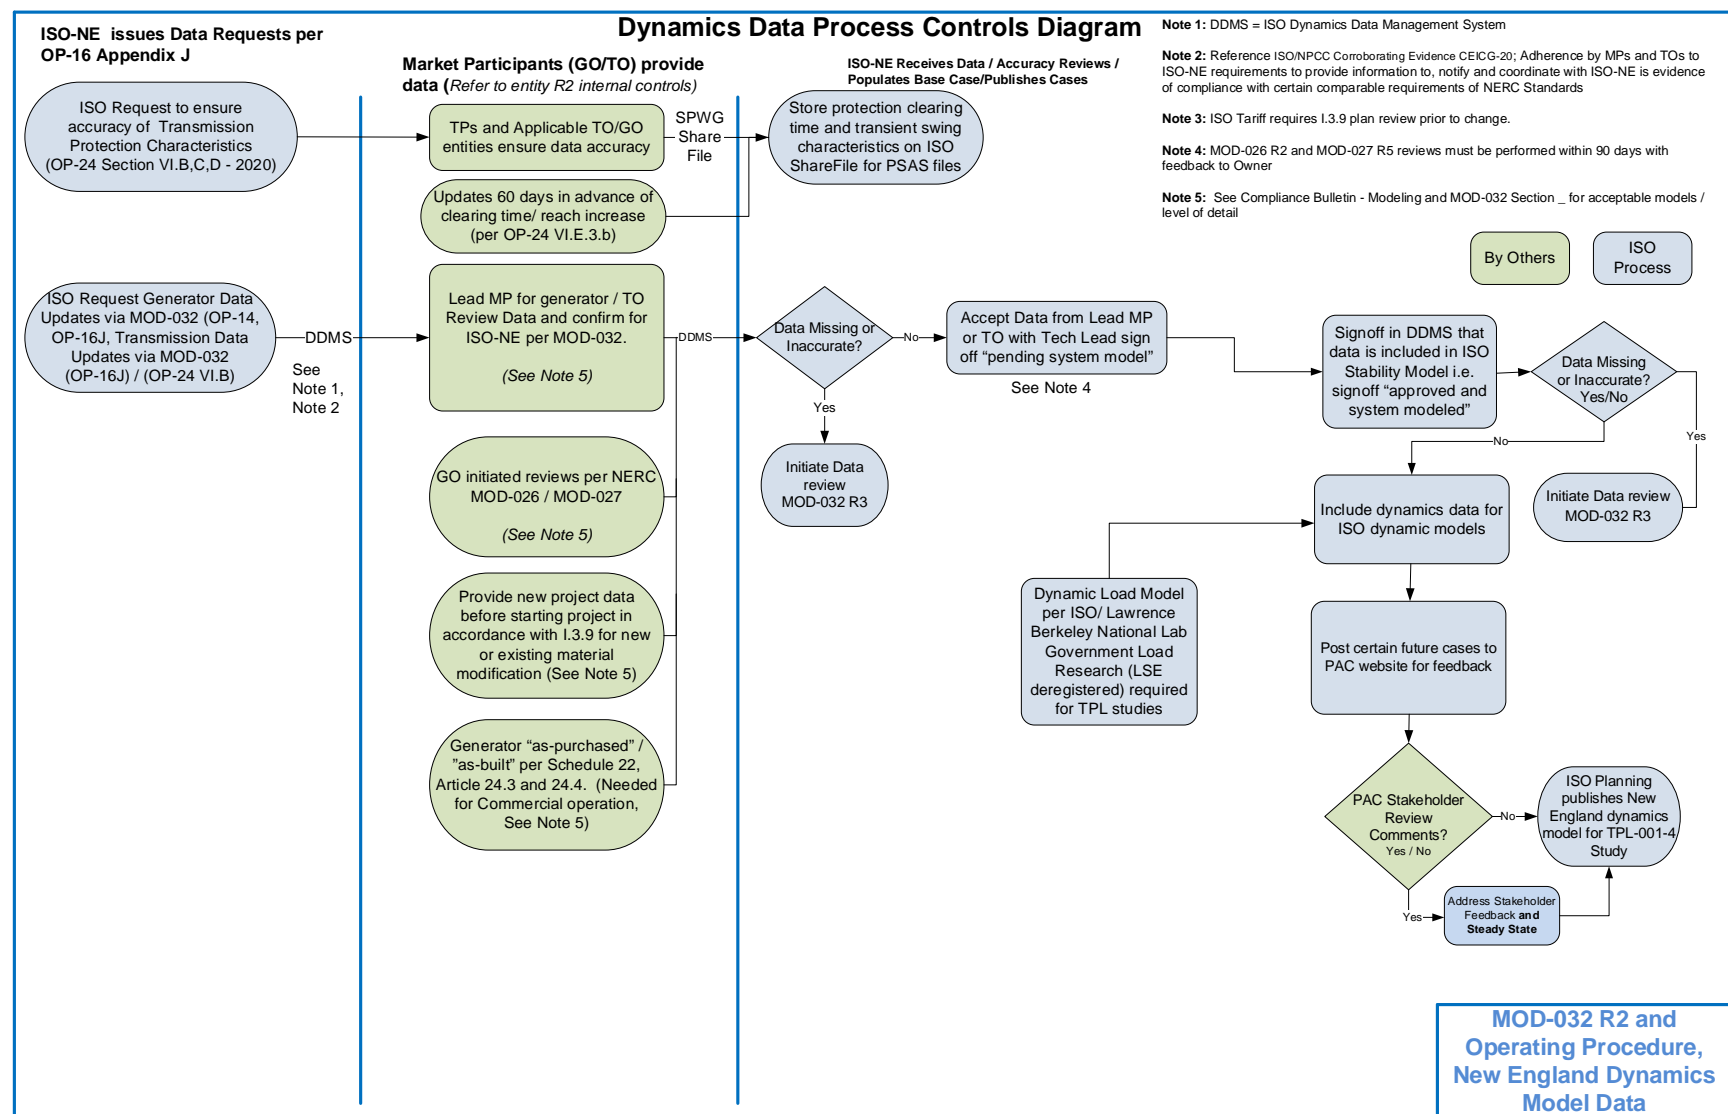 Dynamics Data Process Controls Diagram
ISO-NE issues Data Requests per
OP-16 Appendix J
Market Participants (GO/TO) provide
data (Refer to entity R2 internal controls)
ISO-NE Receives Data / Accuracy Reviews /
Populates Base Case/Publishes Cases
Note 1: DDMS = ISO Dynamics Data Management System
Note 2: Reference ISO/NPCC Corroborating Evidence CEICG-20; Adherence by MPs and TOs to
ISO-NE requirements to provide information to, notify and coordinate with ISO-NE is evidence
of compliance with certain comparable requirements of NERC Standards
Note 3: ISO Tariff requires I.3.9 plan review prior to change.
Note 4: MOD-026 R2 and MOD-027 R5 reviews must be performed within 90 days with
feedback to Owner
Note 5: See Compliance Bulletin - Modeling and MOD-032 Section _ for acceptable models /
level of detail
By Others
ISO
Process
ISO Request to ensure
accuracy of Transmission
Protection Characteristics
(OP-24 Section VI.B,C,D - 2020)
TPs and Applicable TO/GO
entities ensure data accuracy
SPWG
Share
File
Store protection clearing
time and transient swing
characteristics on ISO
ShareFile for PSAS files
Updates 60 days in advance of
clearing time/ reach increase
(per OP-24 VI.E.3.b)
ISO Request Generator Data
Updates via MOD-032 (OP-14,
OP-16J, Transmission Data
Updates via MOD-032
(OP-16J) / (OP-24 VI.B)
DDMS
See
Note 1,
Note 2
Lead MP for generator / TO
Review Data and confirm for
ISO-NE per MOD-032.
(See Note 5)
DDMS
Data Missing or
Inaccurate?
No
Yes
Initiate Data
review
MOD-032 R3
Accept Data from Lead MP
or TO with Tech Lead sign
off “pending system model”
See Note 4
Signoff in DDMS that
data is included in ISO
Stability Model i.e.
signoff “approved and
system modeled”
Data Missing
or Inaccurate?
Yes/No
No
Yes
Initiate Data review
MOD-032 R3
GO initiated reviews per NERC
MOD-026 / MOD-027
(See Note 5)
Include dynamics data for
ISO dynamic models
Provide new project data
before starting project in
accordance with I.3.9 for new
or existing material
modification (See Note 5)
Dynamic Load Model
per ISO/ Lawrence
Berkeley National Lab
Government Load
Research (LSE
deregistered) required
for TPL studies
Post certain future cases to
PAC website for feedback
Generator “as-purchased” /
”as-built” per Schedule 22,
Article 24.3 and 24.4. (Needed
for Commercial operation,
See Note 5)
PAC Stakeholder
Review
Comments?
Yes / No
No
ISO Planning
publishes New
England dynamics
model for TPL-001-4
Study
Yes
Address Stakeholder
Feedback and
Steady State
MOD-032 R2 and
Operating Procedure,
New England Dynamics
Model Data